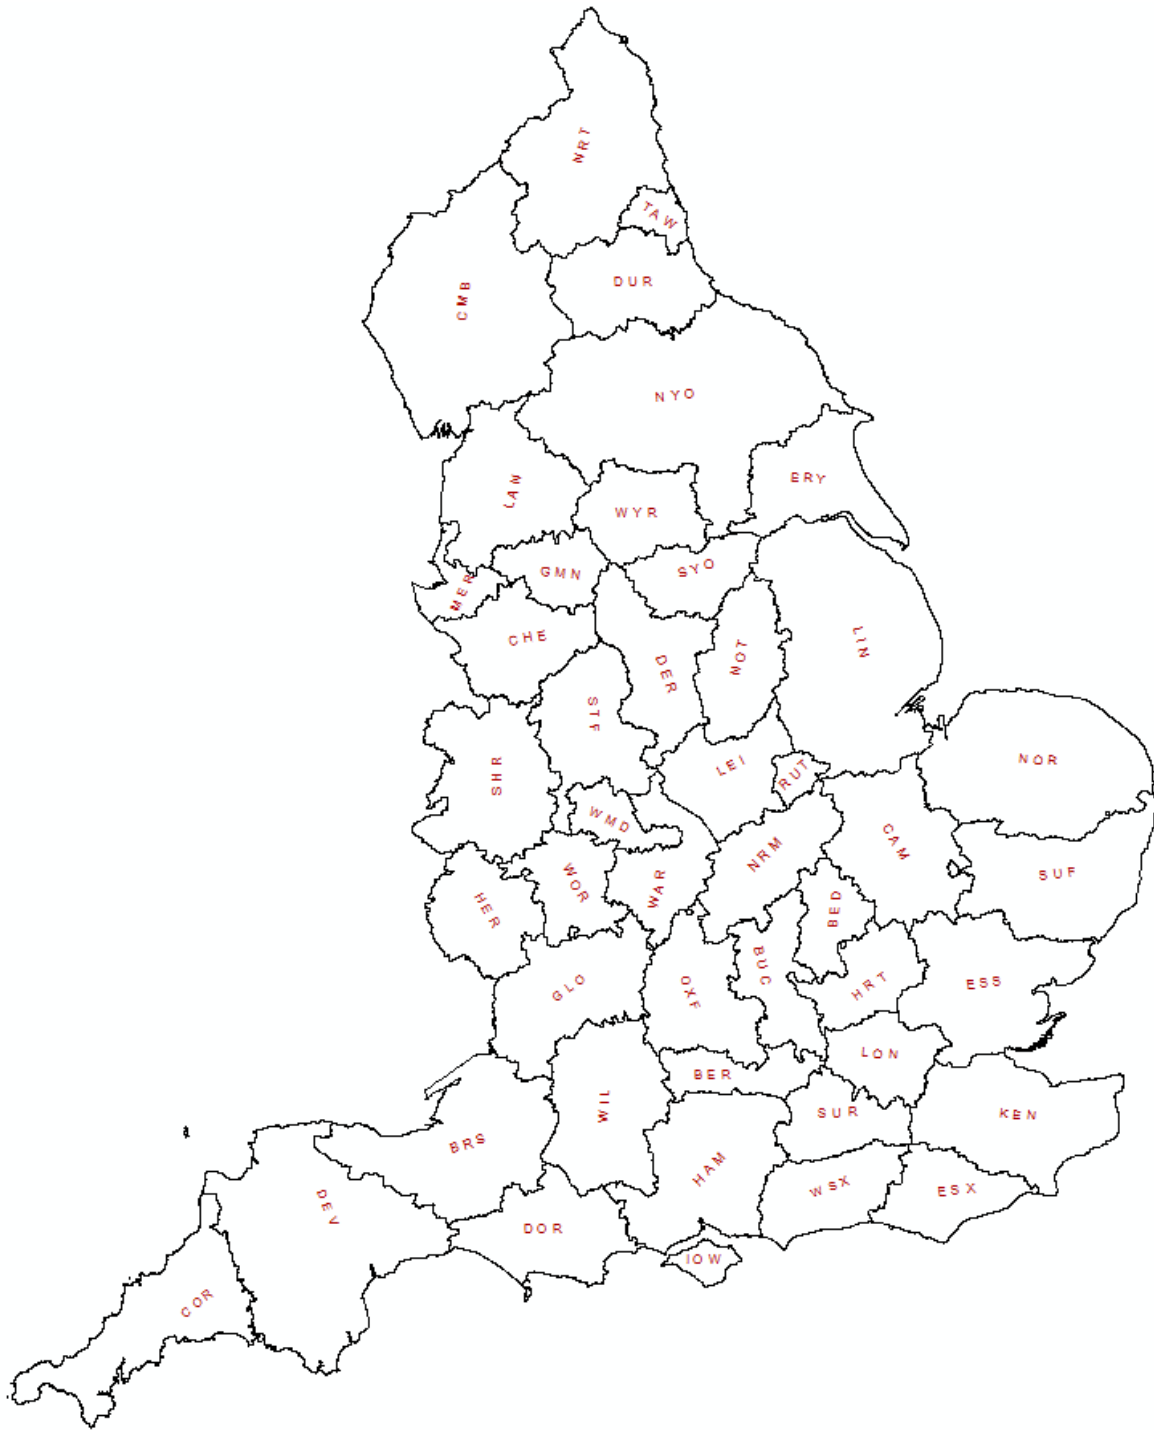 NRT
TAW
DUR
CMB
NYO
ERY
LAN
WYR
SYO
GMN
MER
CHE
LIN
NOT
DER
STF
NOR
LEI
RUT
SHR
WMD
CAM
NRM
SUF
WAR
WOR
HER
BED
BUC
OXF
GLO
HRT
ESS
LON
BER
WIL
SUR
KEN
BRS
HAM
WSX
ESX
DEV
DOR
IOW
COR